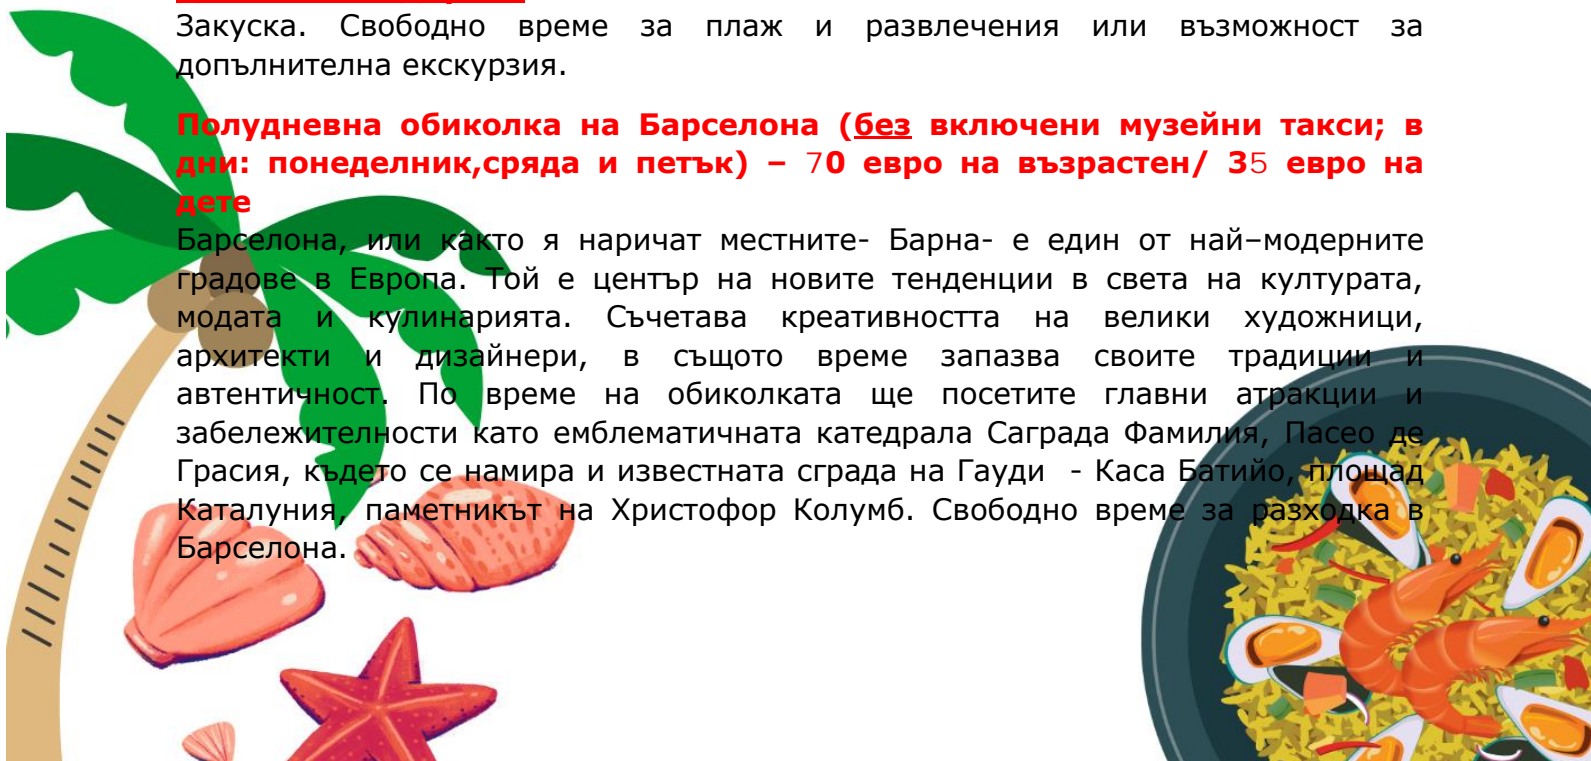 Закуска. Свободно време за плаж и развлечения или възможност за
допълнителна екскурзия.
Полудневна обиколка на Барселона (без включени музейни такси; в
дни: понеделник,сряда и петък) – 70 евро на възрастен/ 35 евро на
дете
Барселона, или както я наричат местните- Барна- е един от най–модерните
градове в Европа. Той е център на новите тенденции в света на културата,
модата и кулинарията. Съчетава креативността на велики художници,
архитекти и дизайнери, в същото време запазва своите традиции и
автентичност. По време на обиколката ще посетите главни атракции и
забележителности като емблематичната катедрала Саграда Фамилия, Пасео де
Грасия, където се намира и известната сграда на Гауди - Каса Батийо, площад
Каталуния, паметникът на Христофор Колумб. Свободно време за разходка в
Барселона.